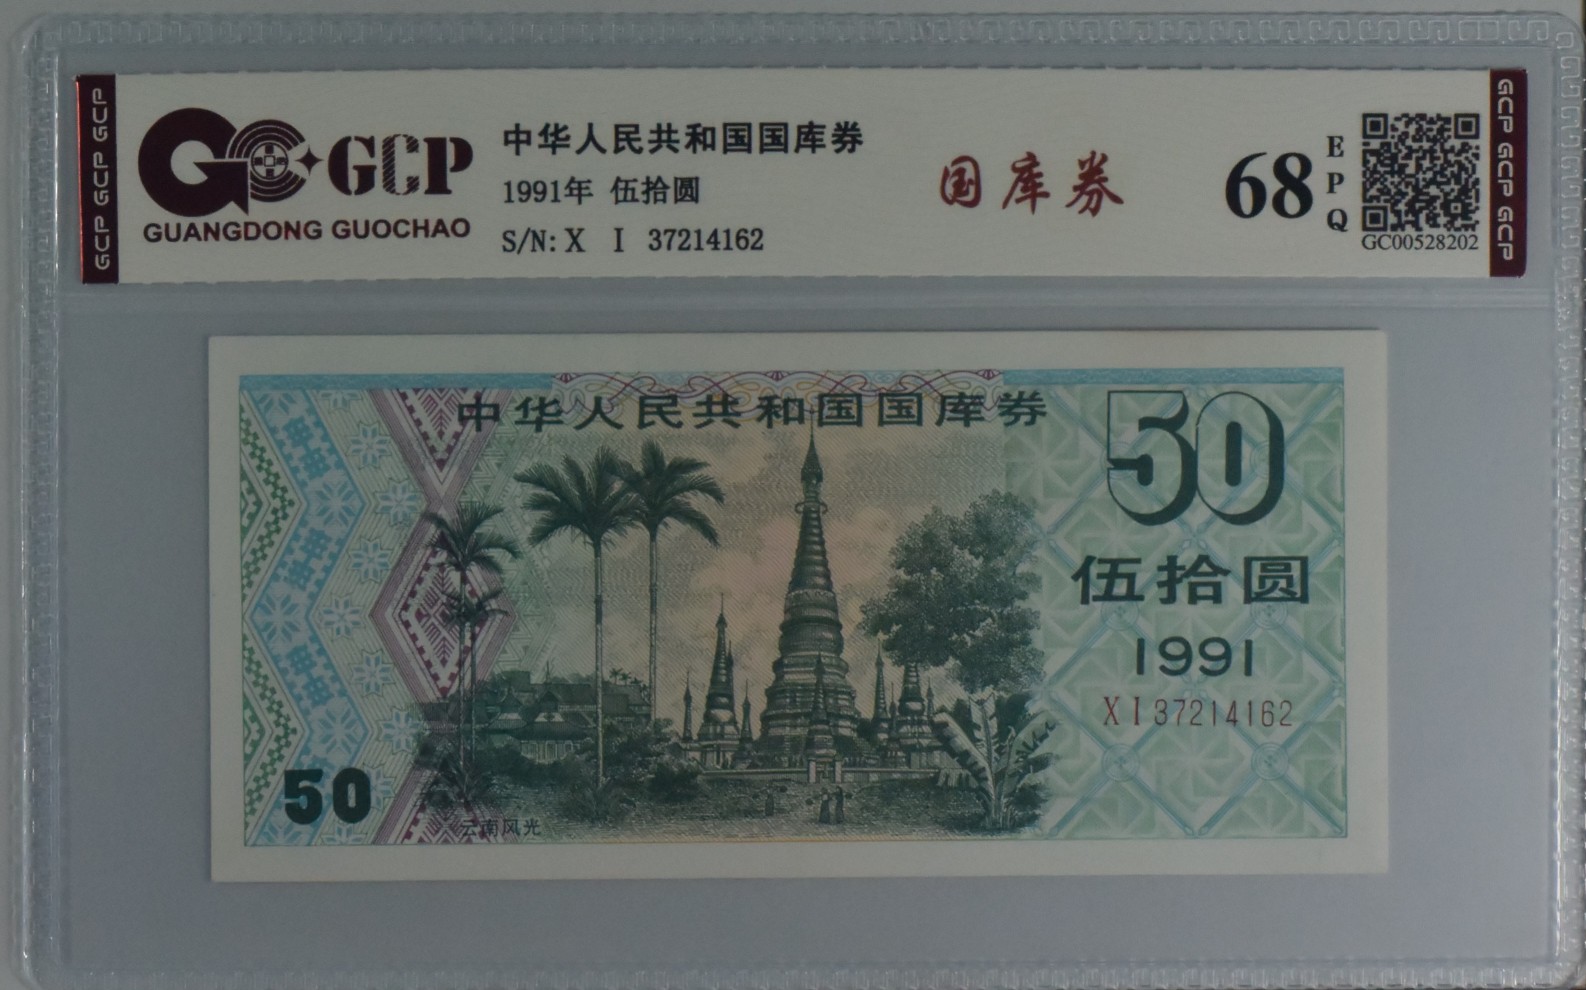 GCP GCP GCP
GCP
GUANGDONG GUOCHAO
中华人民共和国国库券
1991年 伍拾圆
S/N: X I 37214162
国库券
68
EPQ
GC00528202
GCP GCP GCP
中华人民共和国国库券
50
伍拾圆
1991
X I 37214162
50
云南风光